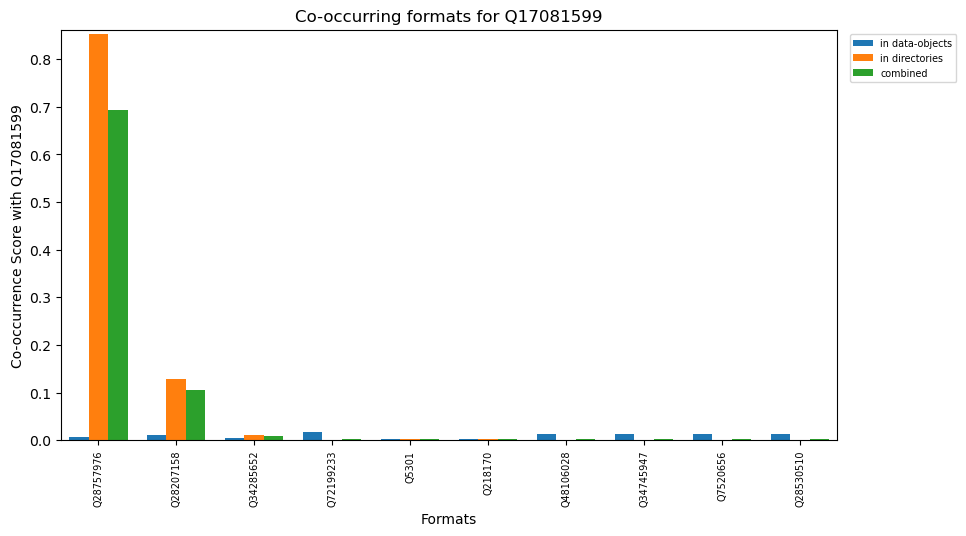 Co-occurring formats for Q17081599
in data-objects
in directories
combined
Co-occurrence Score with Q17081599
0.8
0.7
0.6
0.5
0.4
0.3
0.2
0.1
0.0
Q28757976
Q28207158
Q34285652
Q72199233
Q5301
Q218170
Q48106028
Q34745947
Q7520656
Q28530510
Formats